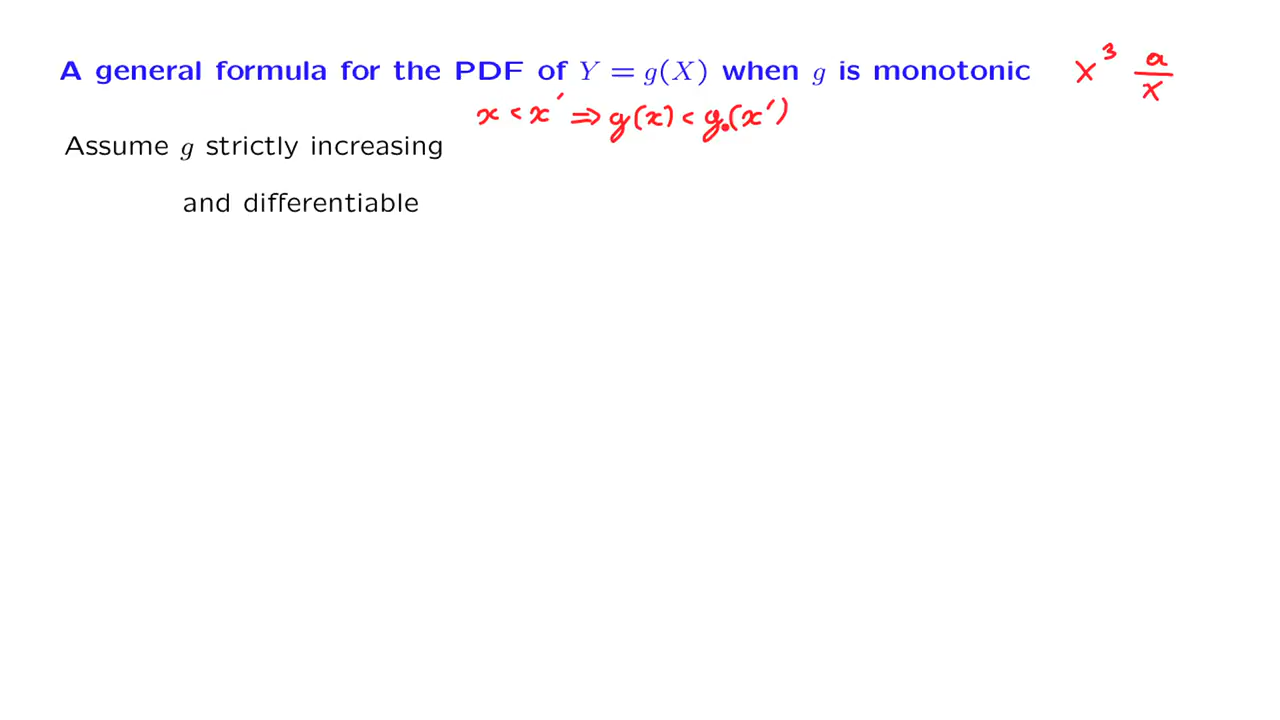 A general formula for the PDF of Y = g(X) when g is monotonic X³ a/X
x < x′ ⇒ g(x) < g(x′)
Assume g strictly increasing
and differentiable